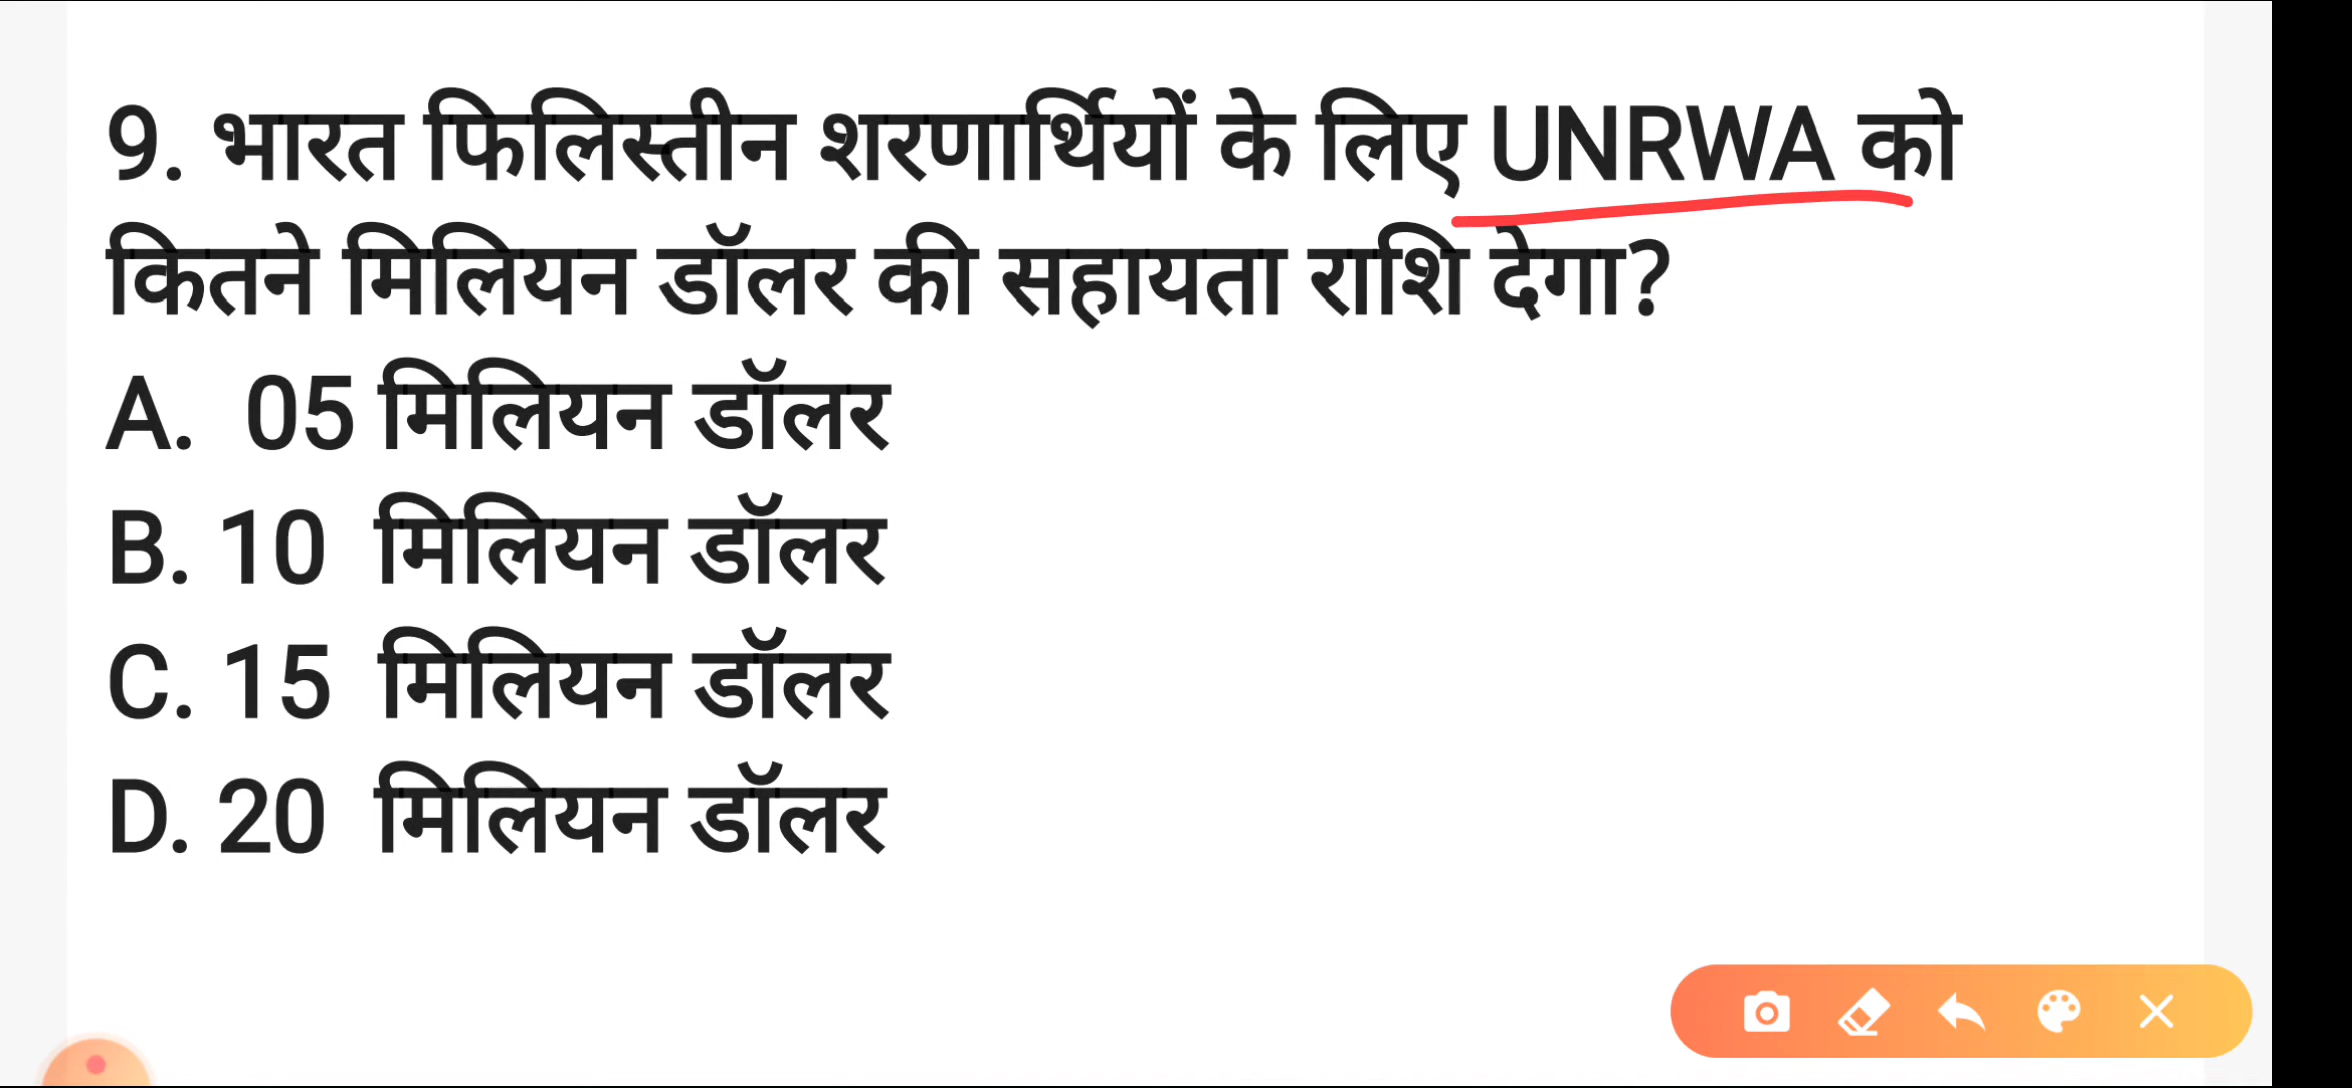 9. भारत फिलिस्तीन शरणार्थियों के लिए UNRWA को
कितने मिलियन डॉलर की सहायता राशि देगा?
A. 05 मिलियन डॉलर
B. 10 मिलियन डॉलर
C. 15 मिलियन डॉलर
D. 20 मिलियन डॉलर